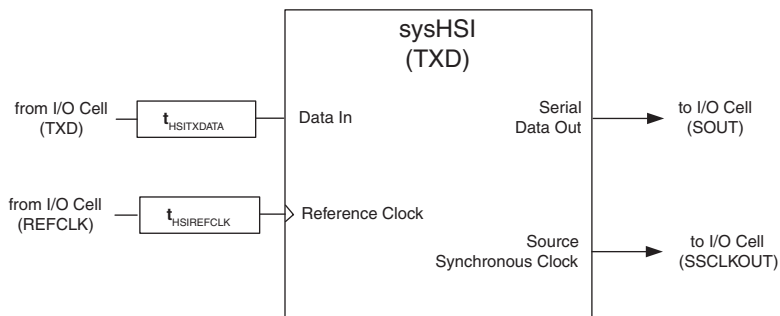 sysHSI
(TXD)
from I/O Cell
(TXD)
tHSITXDATA
Data In
Serial
Data Out
to I/O Cell
(SOUT)
from I/O Cell
(REFCLK)
tHSIREFCLK
Reference Clock
Source
Synchronous Clock
to I/O Cell
(SSCLKOUT)